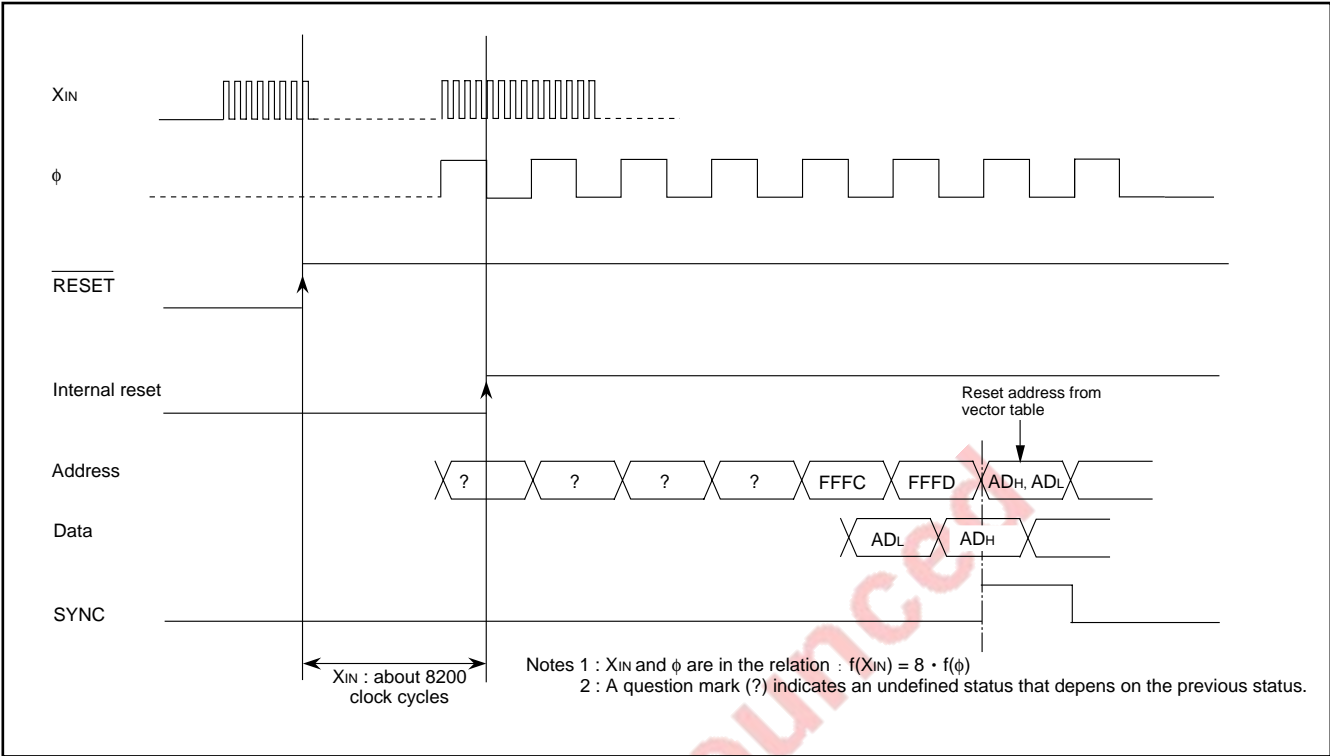 XIN
ϕ
RESET
Internal reset
Reset address from
vector table
Address
? ? ? ? FFFC FFFD ADH, ADL
Data
ADL ADH
SYNC
XIN : about 8200
clock cycles
Notes 1 : XIN and ϕ are in the relation : f(XIN) = 8 · f(ϕ)
2 : A question mark (?) indicates an undefined status that depens on the previous status.
ounced